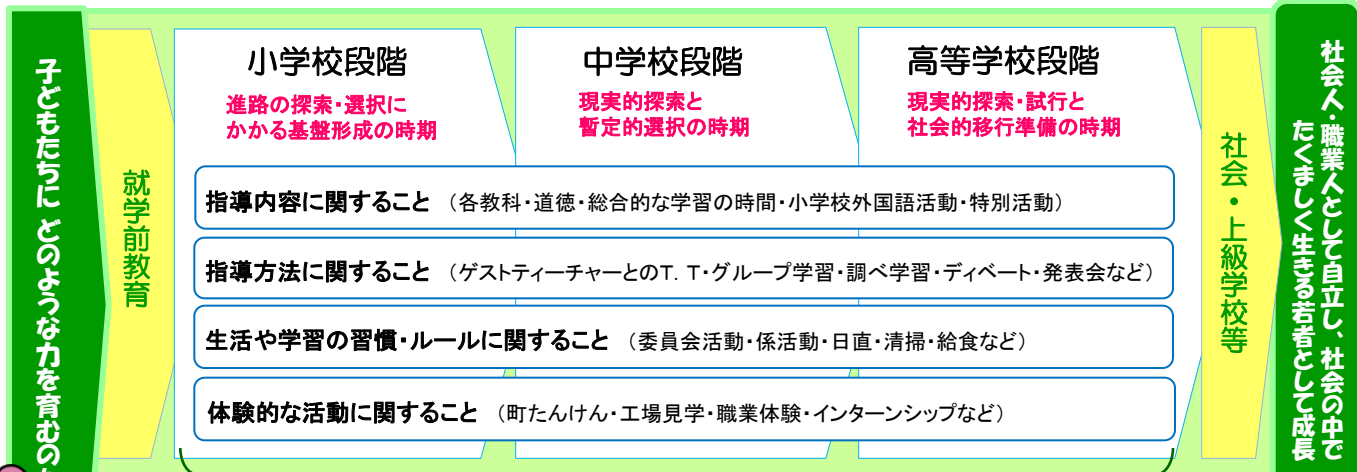 子どもたちに どのような力を育むの
就学前教育
小学校段階
進路の探索・選択に
かかる基盤形成の時期
中学校段階
現実的探索と
暫定的選択の時期
高等学校段階
現実的探索・試行と
社会的移行準備の時期
指導内容に関すること （各教科・道徳・総合的な学習の時間・小学校外国語活動・特別活動）
指導方法に関すること （ゲストティーチャーとのT．T・グループ学習・調べ学習・ディベート・発表会など）
生活や学習の習慣・ルールに関すること （委員会活動・係活動・日直・清掃・給食など）
体験的な活動に関すること （町たんけん・工場見学・職業体験・インターンシップなど）
社会・上級学校等
社会人・職業人として自立し、社会の中で
たくましく生きる若者として成長